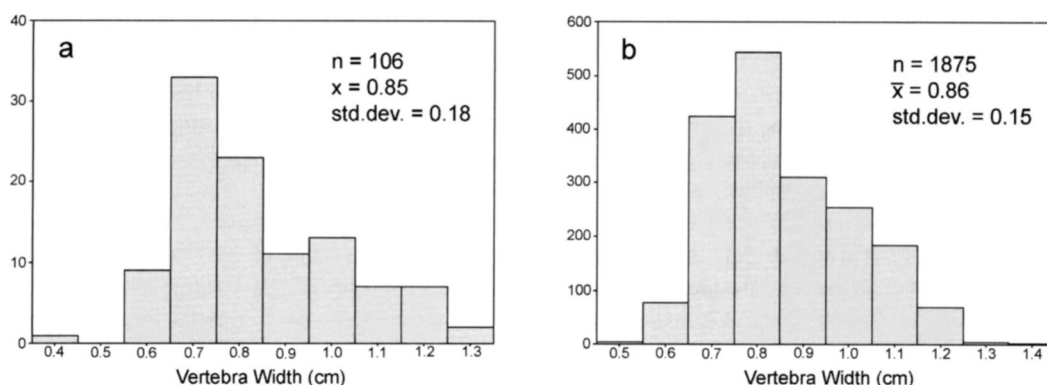 40
30
20
10
0
a
n = 106
x = 0.85
std.dev. = 0.18
0.4 0.5 0.6 0.7 0.8 0.9 1.0 1.1 1.2 1.3
Vertebra Width (cm)
600
500
400
300
200
100
0
b
n = 1875
x̅ = 0.86
std.dev. = 0.15
0.5 0.6 0.7 0.8 0.9 1.0 1.1 1.2 1.3 1.4
Vertebra Width (cm)